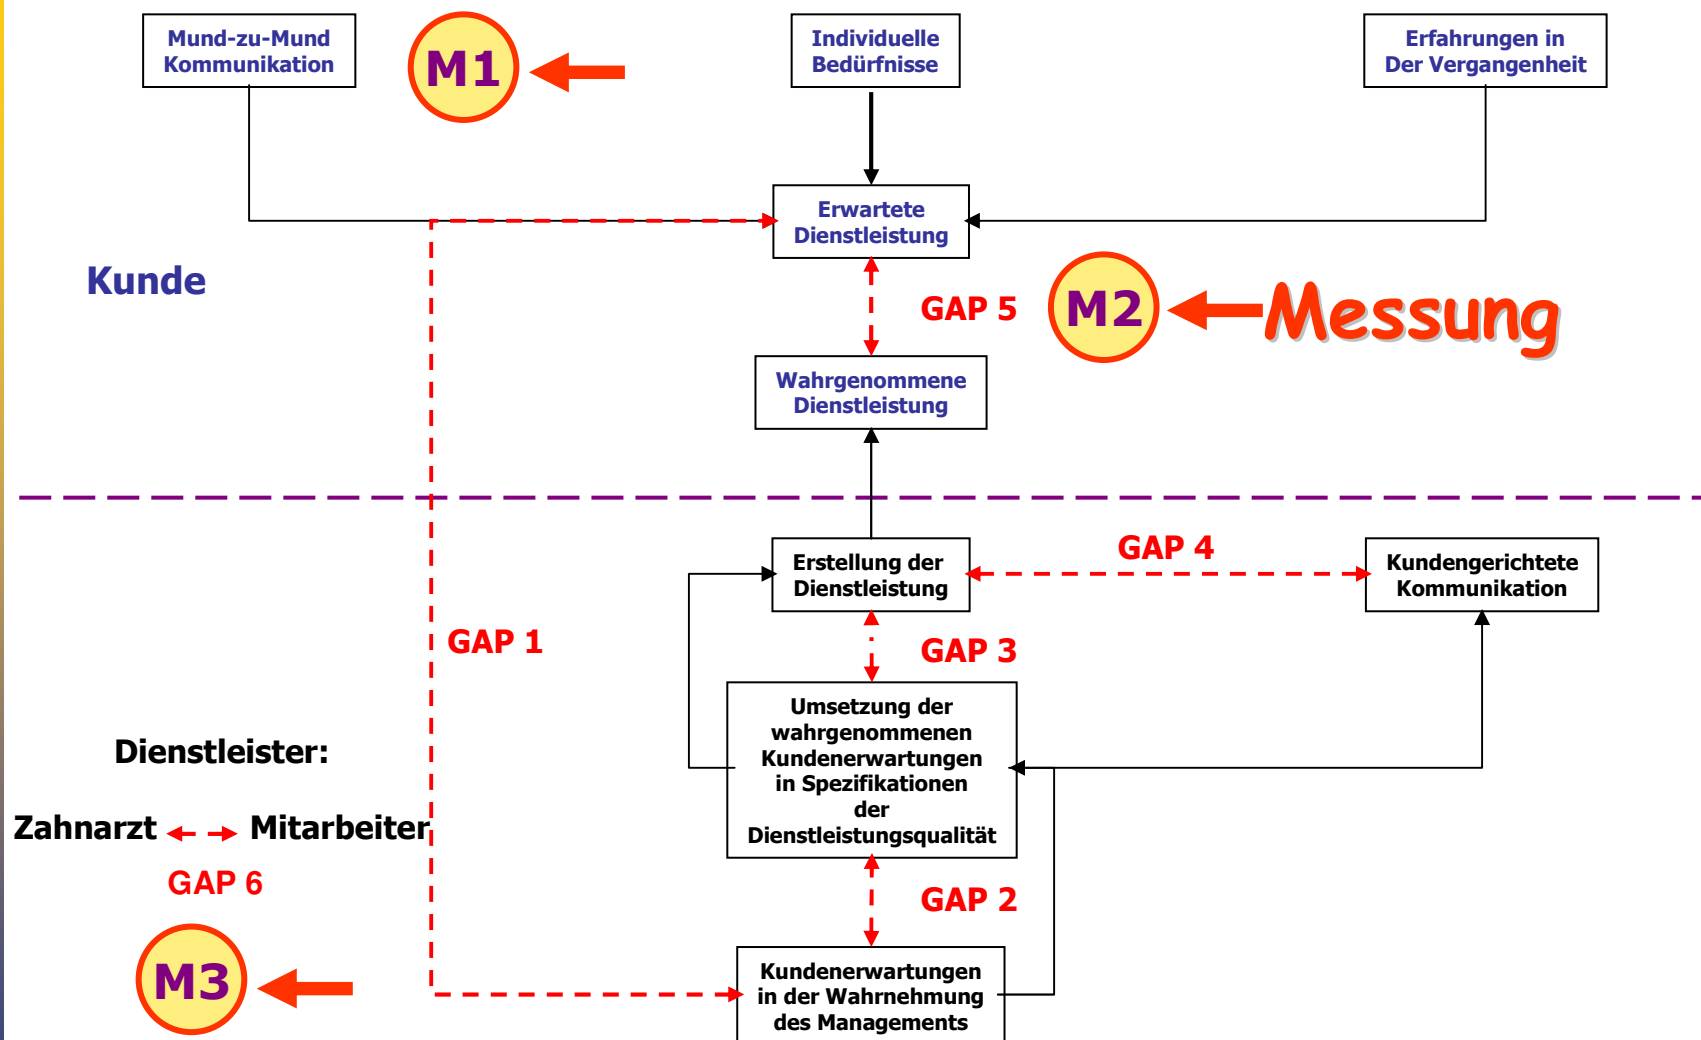 Mund-zu-Mund
Kommunikation
M1
Individuelle
Bedürfnisse
Erfahrungen in
Der Vergangenheit
Erwartete
Dienstleistung
Kunde
GAP 5
M2
Messung
Wahrgenommene
Dienstleistung
Erstellung der
Dienstleistung
GAP 4
Kundengerichtete
Kommunikation
GAP 1
GAP 3
Umsetzung der
wahrgenommenen
Kundenerwartungen
in Spezifikationen
der
Dienstleistungsqualität
Dienstleister:
Zahnarzt Mitarbeiter
GAP 6
GAP 2
M3
Kundenerwartungen
in der Wahrnehmung
des Managements